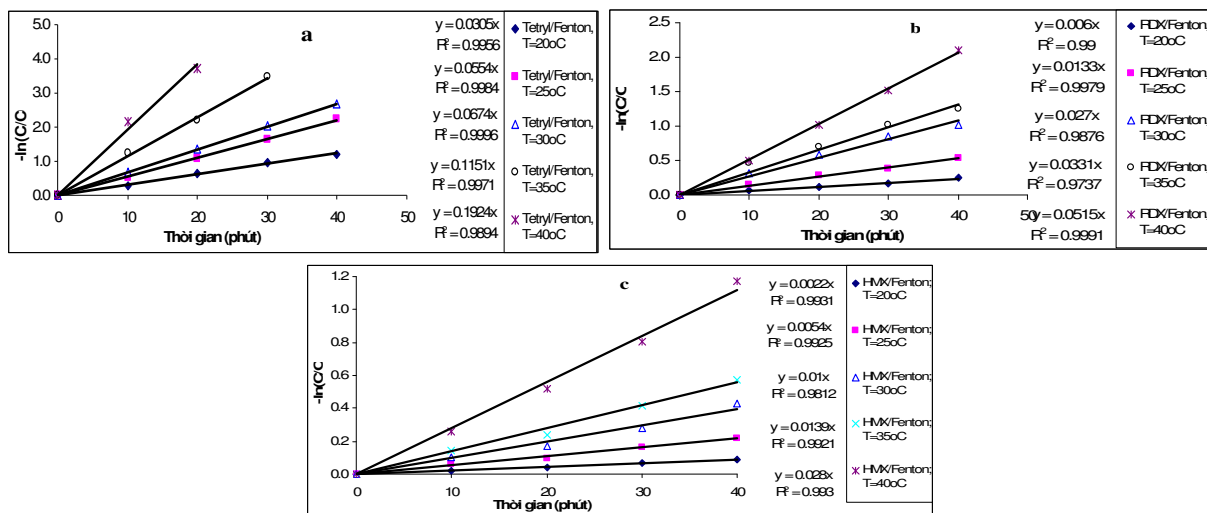 a
-ln(C/C
5.0
4.0
3.0
2.0
1.0
0.0
0
10
20
30
40
50
Thời gian (phút)
y = 0.0305x
R² = 0.9956
y = 0.0554x
R² = 0.9984
y = 0.0674x
R² = 0.9996
y = 0.1151x
R² = 0.9971
y = 0.1924x
R² = 0.9894
Tetryl/Fenton,
T=20oC
Tetryl/Fenton,
T=25oC
Tetryl/Fenton,
T=30oC
Tetryl/Fenton,
T=35oC
Tetryl/Fenton,
T=40oC
b
-ln(C/C
2.5
2.0
1.5
1.0
0.5
0.0
0
10
20
30
40
50
Thời gian (phút)
y = 0.006x
R² = 0.99
y = 0.0133x
R² = 0.9979
y = 0.027x
R² = 0.9876
y = 0.0331x
R² = 0.9737
y = 0.0515x
R² = 0.9991
RDX/Fenton,
T=20oC
RDX/Fenton,
T=25oC
RDX/Fenton,
T=30oC
RDX/Fenton,
T=35oC
RDX/Fenton,
T=40oC
c
-ln(C/C
1.2
1.0
0.8
0.6
0.4
0.2
0.0
0
10
20
30
40
Thời gian (phút)
y = 0.0022x
R² = 0.9931
y = 0.0054x
R² = 0.9925
y = 0.01x
R² = 0.9812
y = 0.0139x
R² = 0.9921
y = 0.028x
R² = 0.993
HMX/Fenton;
T=20oC
HMX/Fenton;
T=25oC
HMX/Fenton;
T=30oC
HMX/Fenton;
T=35oC
HMX/Fenton;
T=40oC